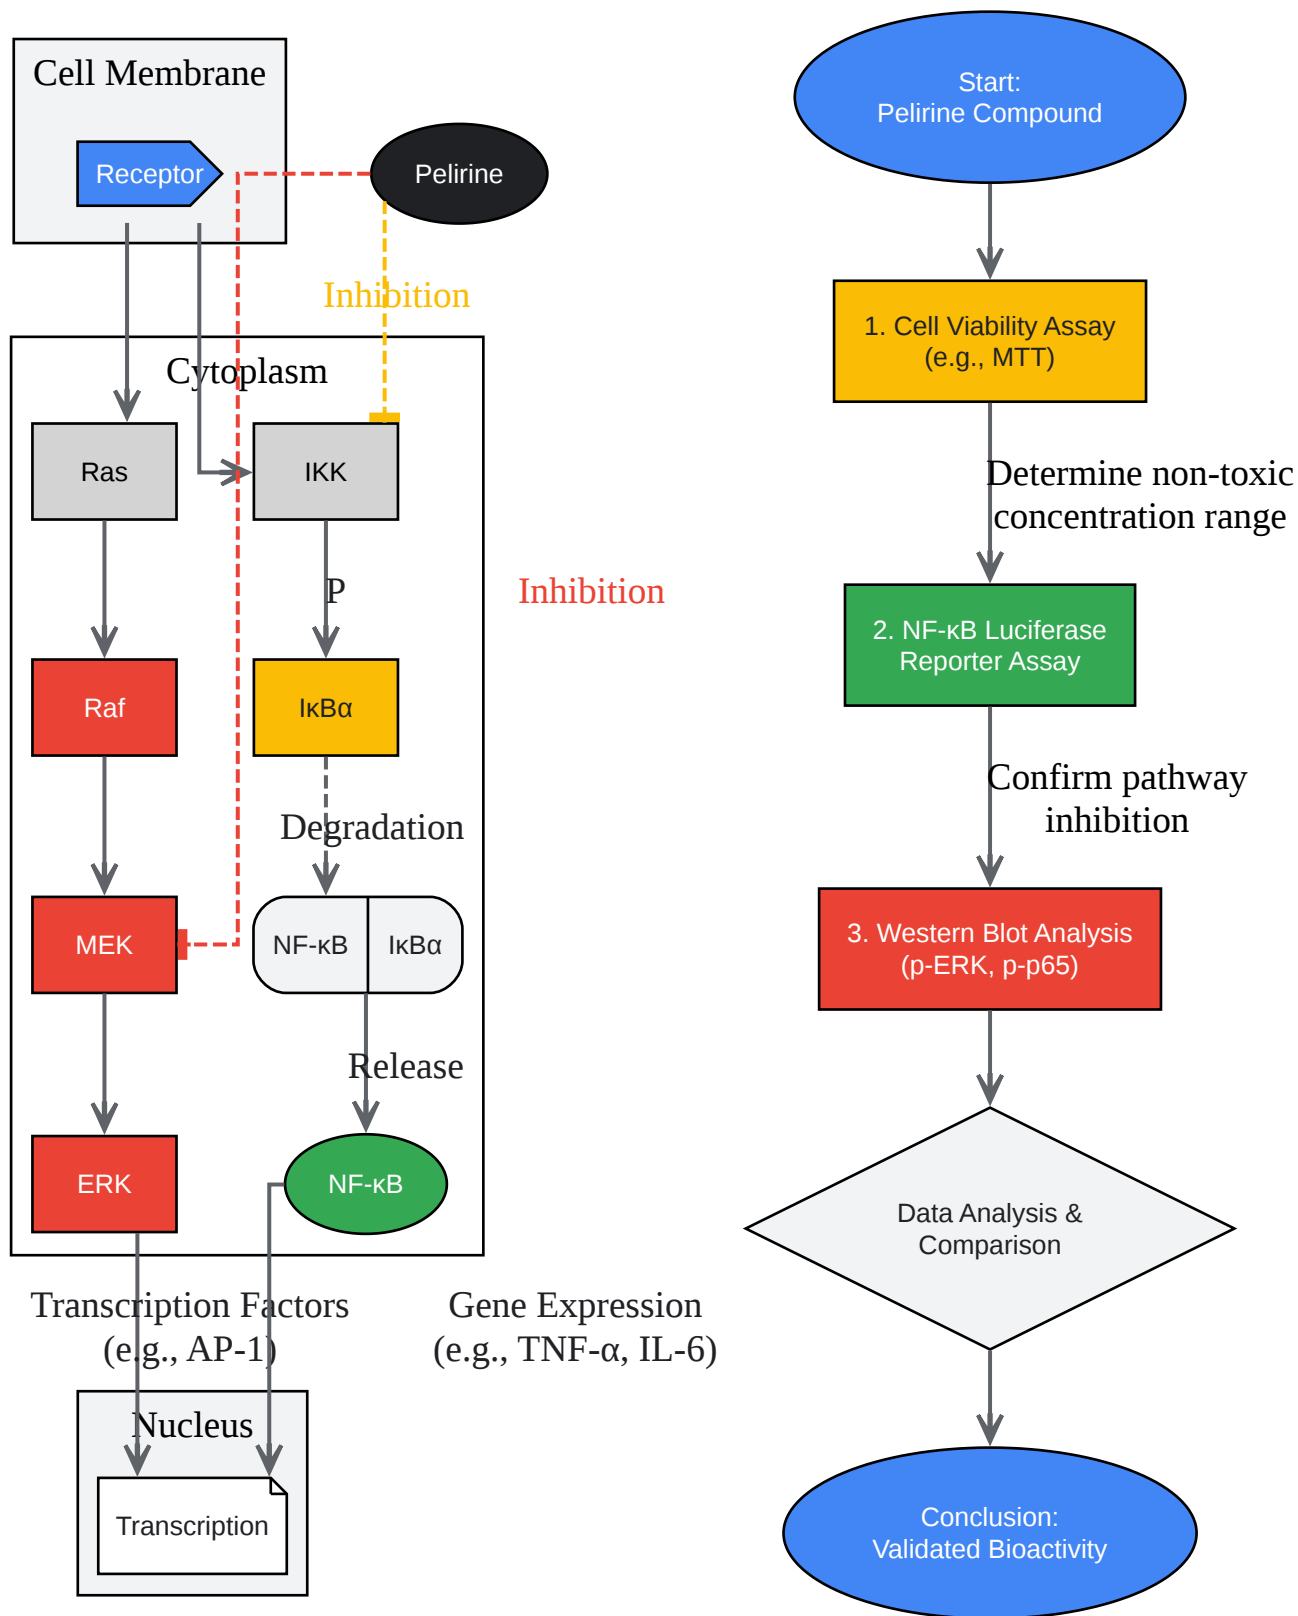 Cell Membrane
Receptor
Pelirine
Inhibition
Cytoplasm
Ras
IKK
P
Inhibition
Raf
IκBα
Degradation
MEK
NF-κB
IκBα
Release
ERK
NF-κB
Transcription Factors
(e.g., AP-1)
Gene Expression
(e.g., TNF-α, IL-6)
Nucleus
Transcription
Start:
Pelirine Compound
1. Cell Viability Assay
(e.g., MTT)
Determine non-toxic
concentration range
2. NF-κB Luciferase
Reporter Assay
Confirm pathway
inhibition
3. Western Blot Analysis
(p-ERK, p-p65)
Data Analysis &
Comparison
Conclusion:
Validated Bioactivity